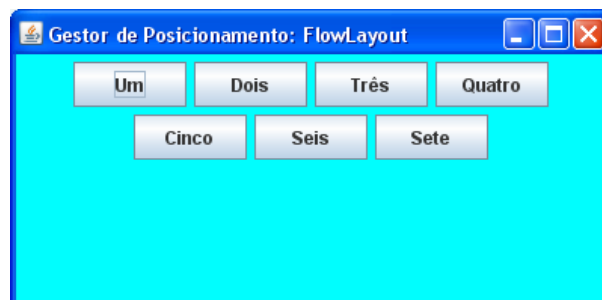 Gestor de Posicionamento: FlowLayout
Um Dois Três Quatro
Cinco Seis Sete